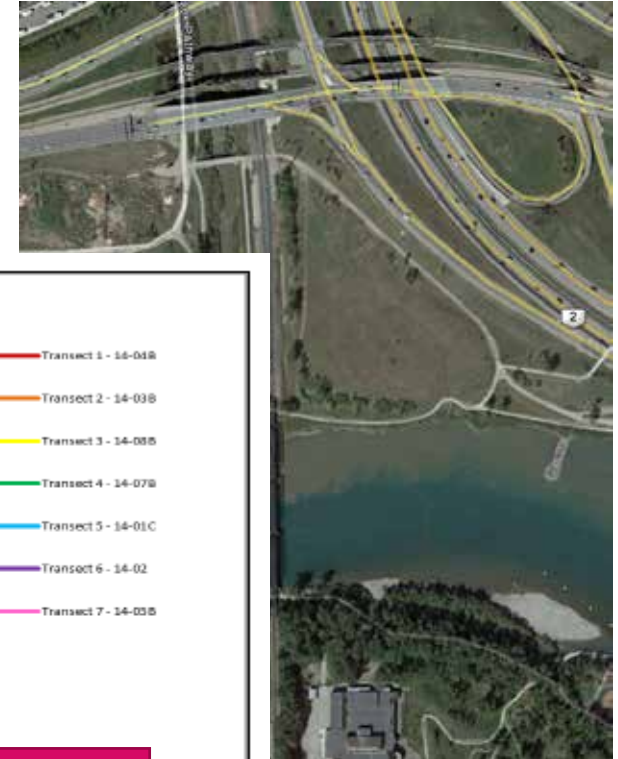 Pathway
2
Transect 1 - 14-04B
Transect 2 - 14-03B
Transect 3 - 14-08B
Transect 4 - 14-07B
Transect 5 - 14-01C
Transect 6 - 14-02
Transect 7 - 14-05B